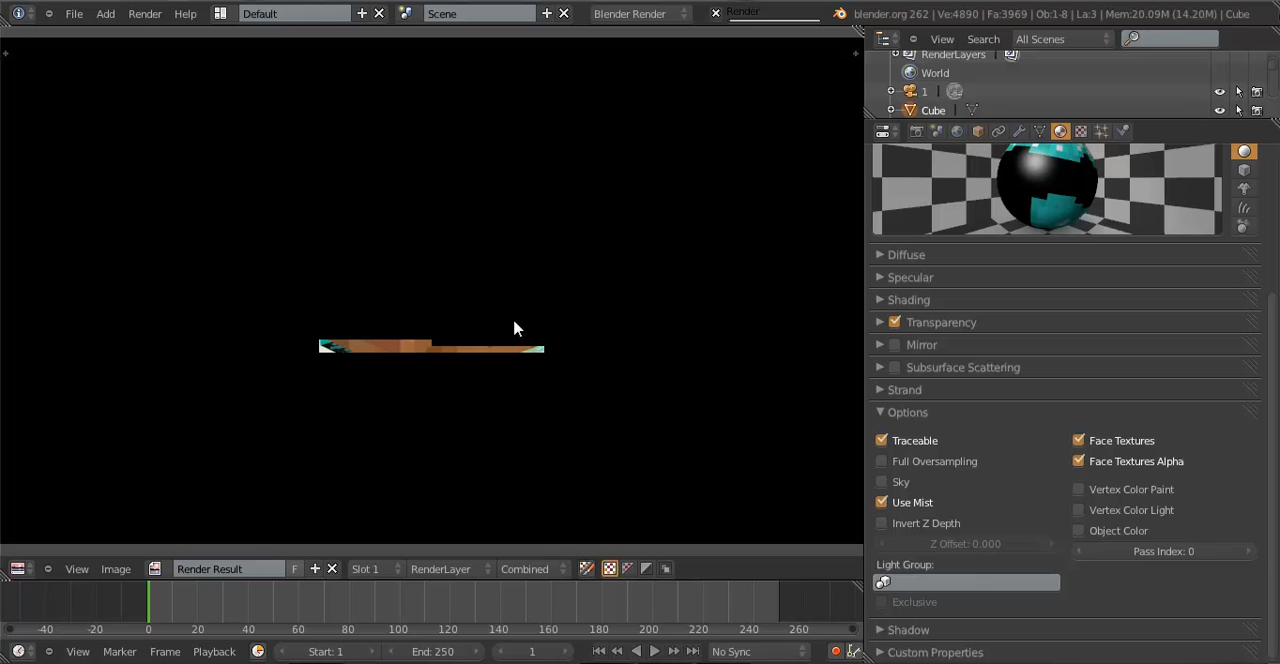 File Add Render Help Default Scene Blender Render Render blender.org 262 | Ve:4890 | Fa:3969 | Ob:1-8 | La:3 | Mem:20.09M (14.20M) | Cube
View Search All Scenes
RenderLayers |
World
1 |
Cube |
Diffuse
Specular
Shading
Transparency
Mirror
Subsurface Scattering
Strand
Options
Traceable Face Textures
Full Oversampling Face Textures Alpha
Sky
Vertex Color Paint
Use Mist
Vertex Color Light
Invert Z Depth
Object Color
Z Offset: 0.000
Pass Index: 0
Light Group:
Exclusive
Shadow
Custom Properties
View Image Render Result F Slot 1 RenderLayer Combined
-40 -20 0 20 40 60 80 100 120 140 160 180 200 220 240 260
View Marker Frame Playback Start: 1 End: 250 1 No Sync